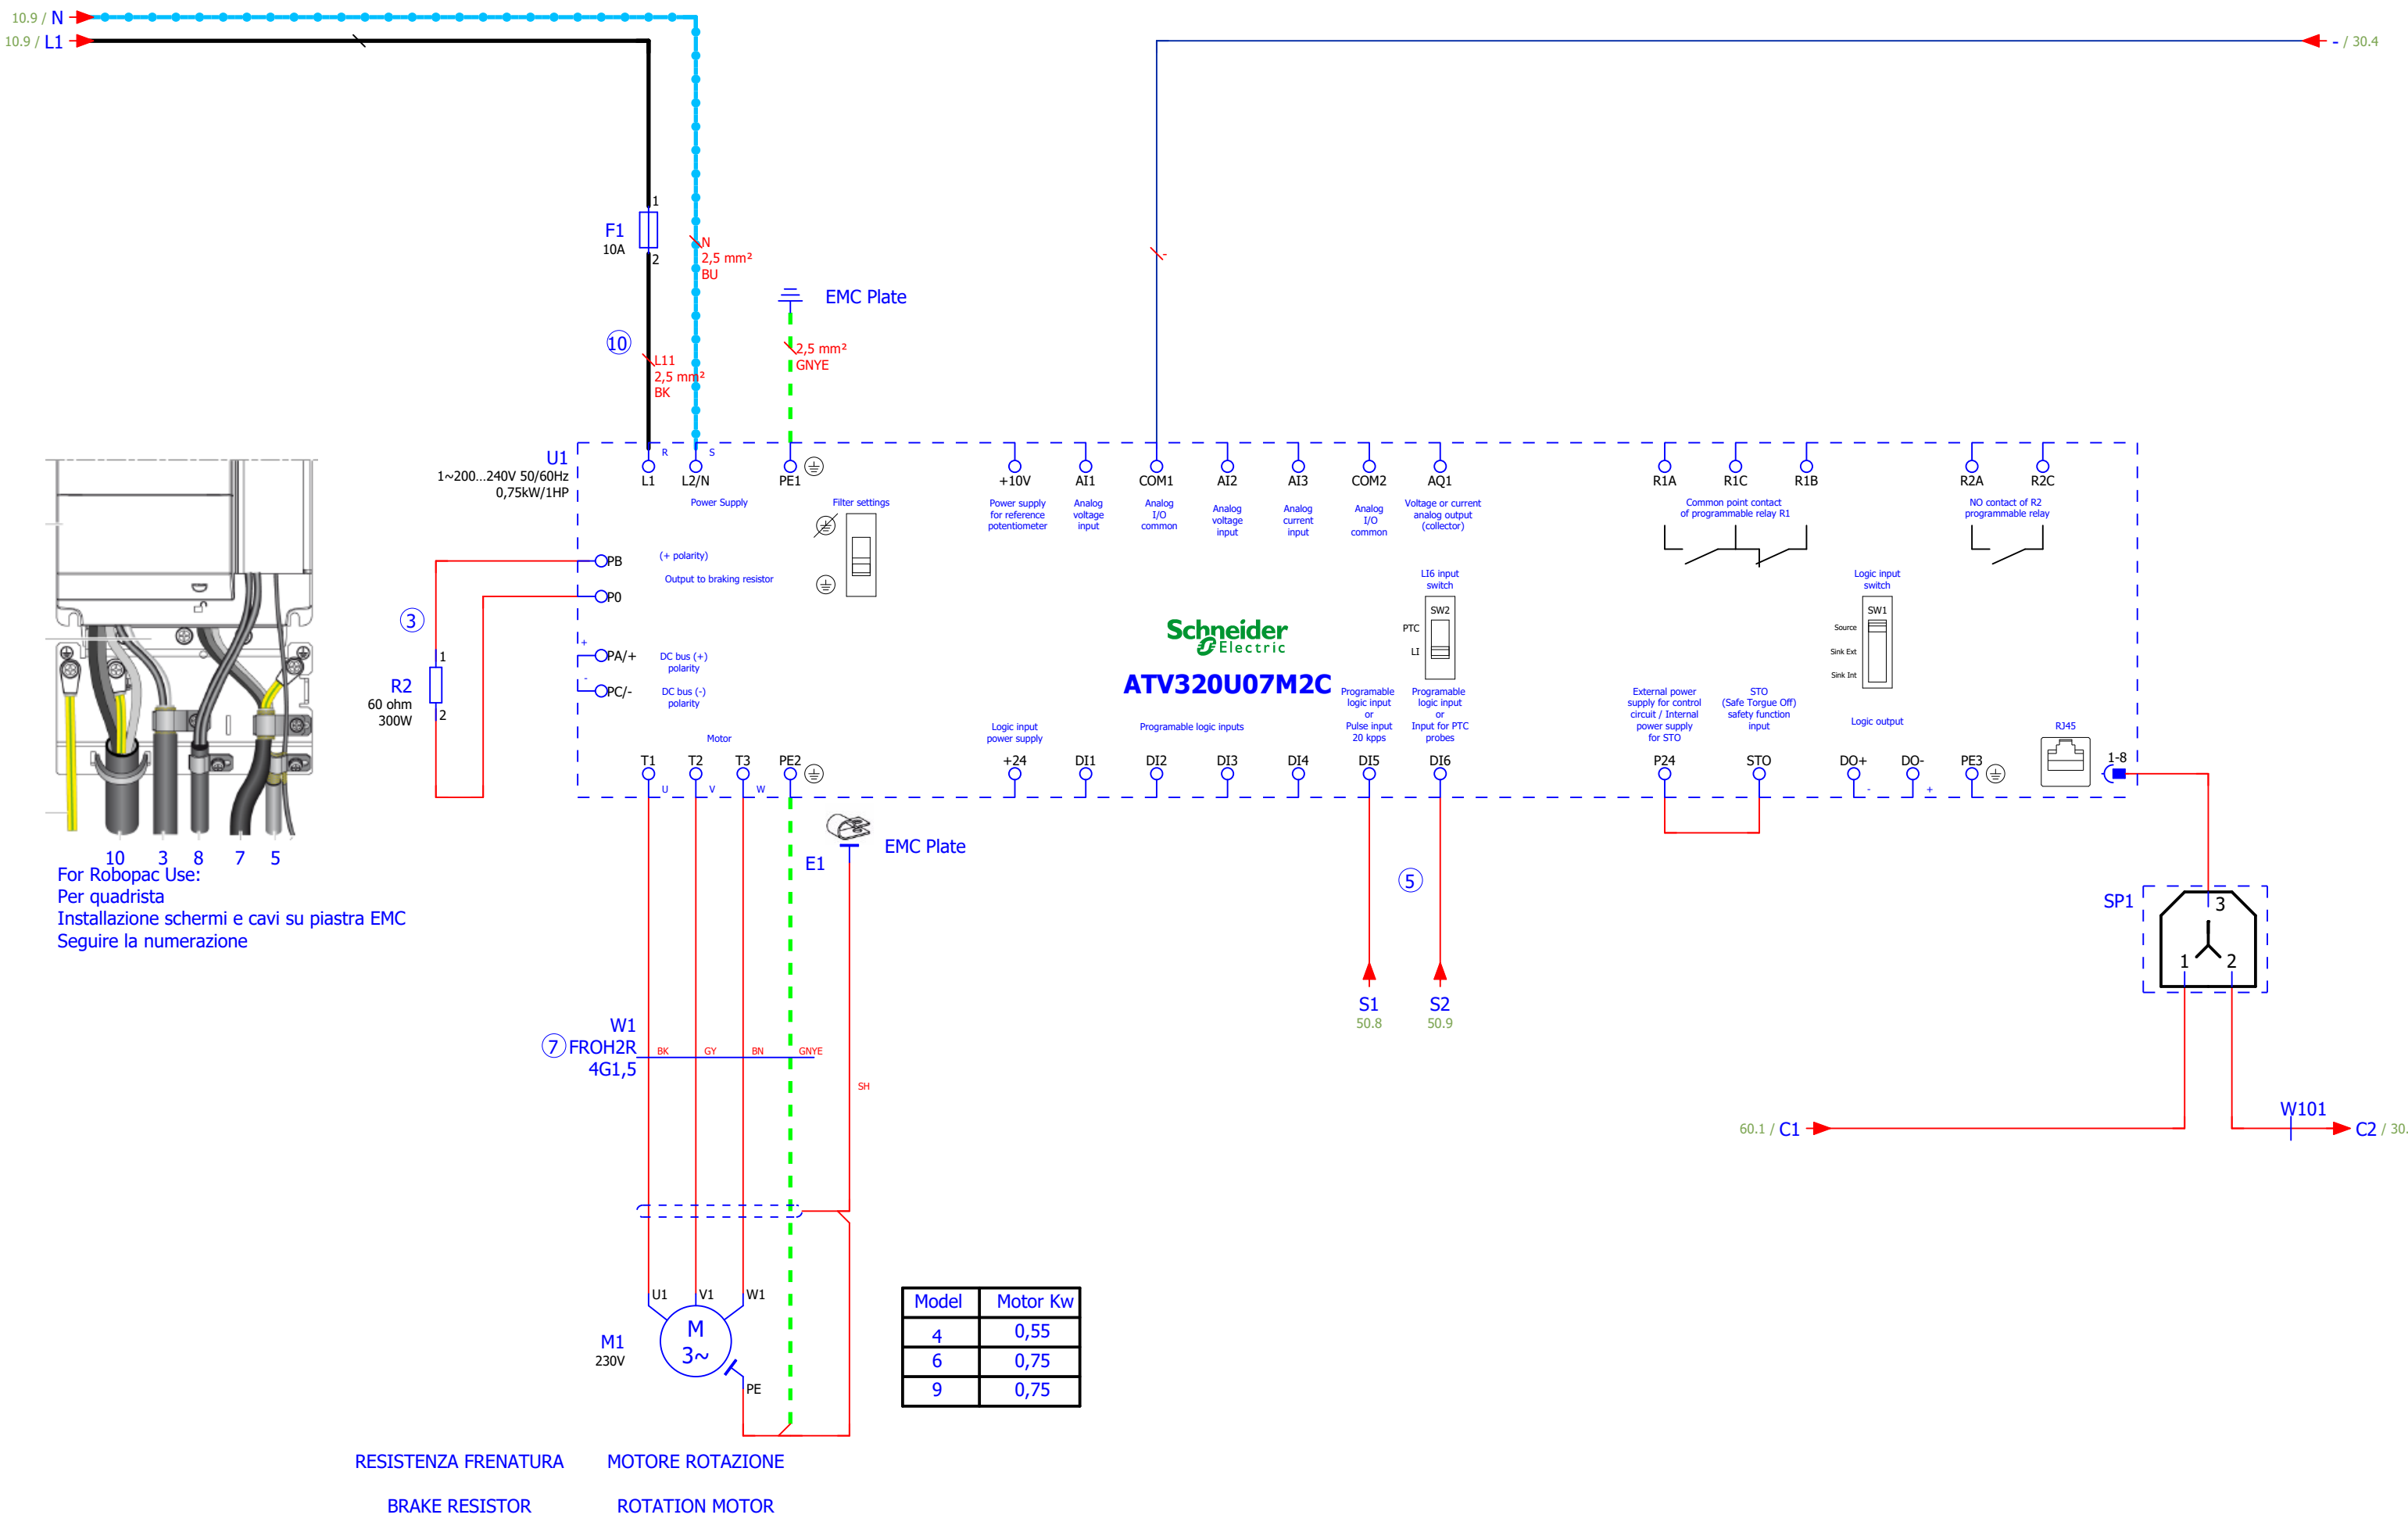 10.9 / N
10.9 / L1
- / 30.4
1
F1
10A
2
N
2,5 mm²
BU
-
EMC Plate
10
2,5 mm²
GNYE
L11
2,5 mm²
BK
U1
1~200...240V 50/60Hz
0,75kW/1HP
R
S
L1
L2/N
PE1
+10V
AI1
COM1
AI2
AI3
COM2
AQ1
R1A
R1C
R1B
R2A
R2C
Power Supply
Filter settings
Power supply
for reference
potentiometer
Analog
voltage
input
Analog
I/O
common
Analog
voltage
input
Analog
current
input
Analog
I/O
common
Voltage or current
analog output
(collector)
Common point contact
of programmable relay R1
NO contact of R2
programmable relay
PB
(+ polarity)
Output to braking resistor
P0
LI6 input
switch
SW2
PTC
LI
Logic input
switch
SW1
Source
Sink Ext
Sink Int
3
1
R2
60 ohm
300W
2
+
PA/+
DC bus (+)
polarity
-
PC/-
DC bus (-)
polarity
Schneider
Electric
ATV320U07M2C
Motor
Logic input
power supply
Programable logic inputs
Programable
logic input
or
Pulse input
20 kpps
Programable
logic input
or
Input for PTC
probes
External power
supply for control
circuit / Internal
power supply
for STO
STO
(Safe Torgue Off)
safety function
input
Logic output
RJ45
T1
T2
T3
PE2
+24
DI1
DI2
DI3
DI4
DI5
DI6
P24
STO
DO+
DO-
PE3
1-8
U
V
W
-
+
10
3
8
7
5
For Robopac Use:
Per quadrista
Installazione schermi e cavi su piastra EMC
Seguire la numerazione
E1
EMC Plate
5
S1
50.8
S2
50.9
SP1
3
1
2
W1
7
FROH2R
4G1,5
BK
GY
BN
GNYE
SH
60.1 / C1
W101
C2 / 30.
U1
V1
W1
M1
230V
M
3~
PE
Model
Motor Kw
4
0,55
6
0,75
9
0,75
RESISTENZA FRENATURA
MOTORE ROTAZIONE
BRAKE RESISTOR
ROTATION MOTOR